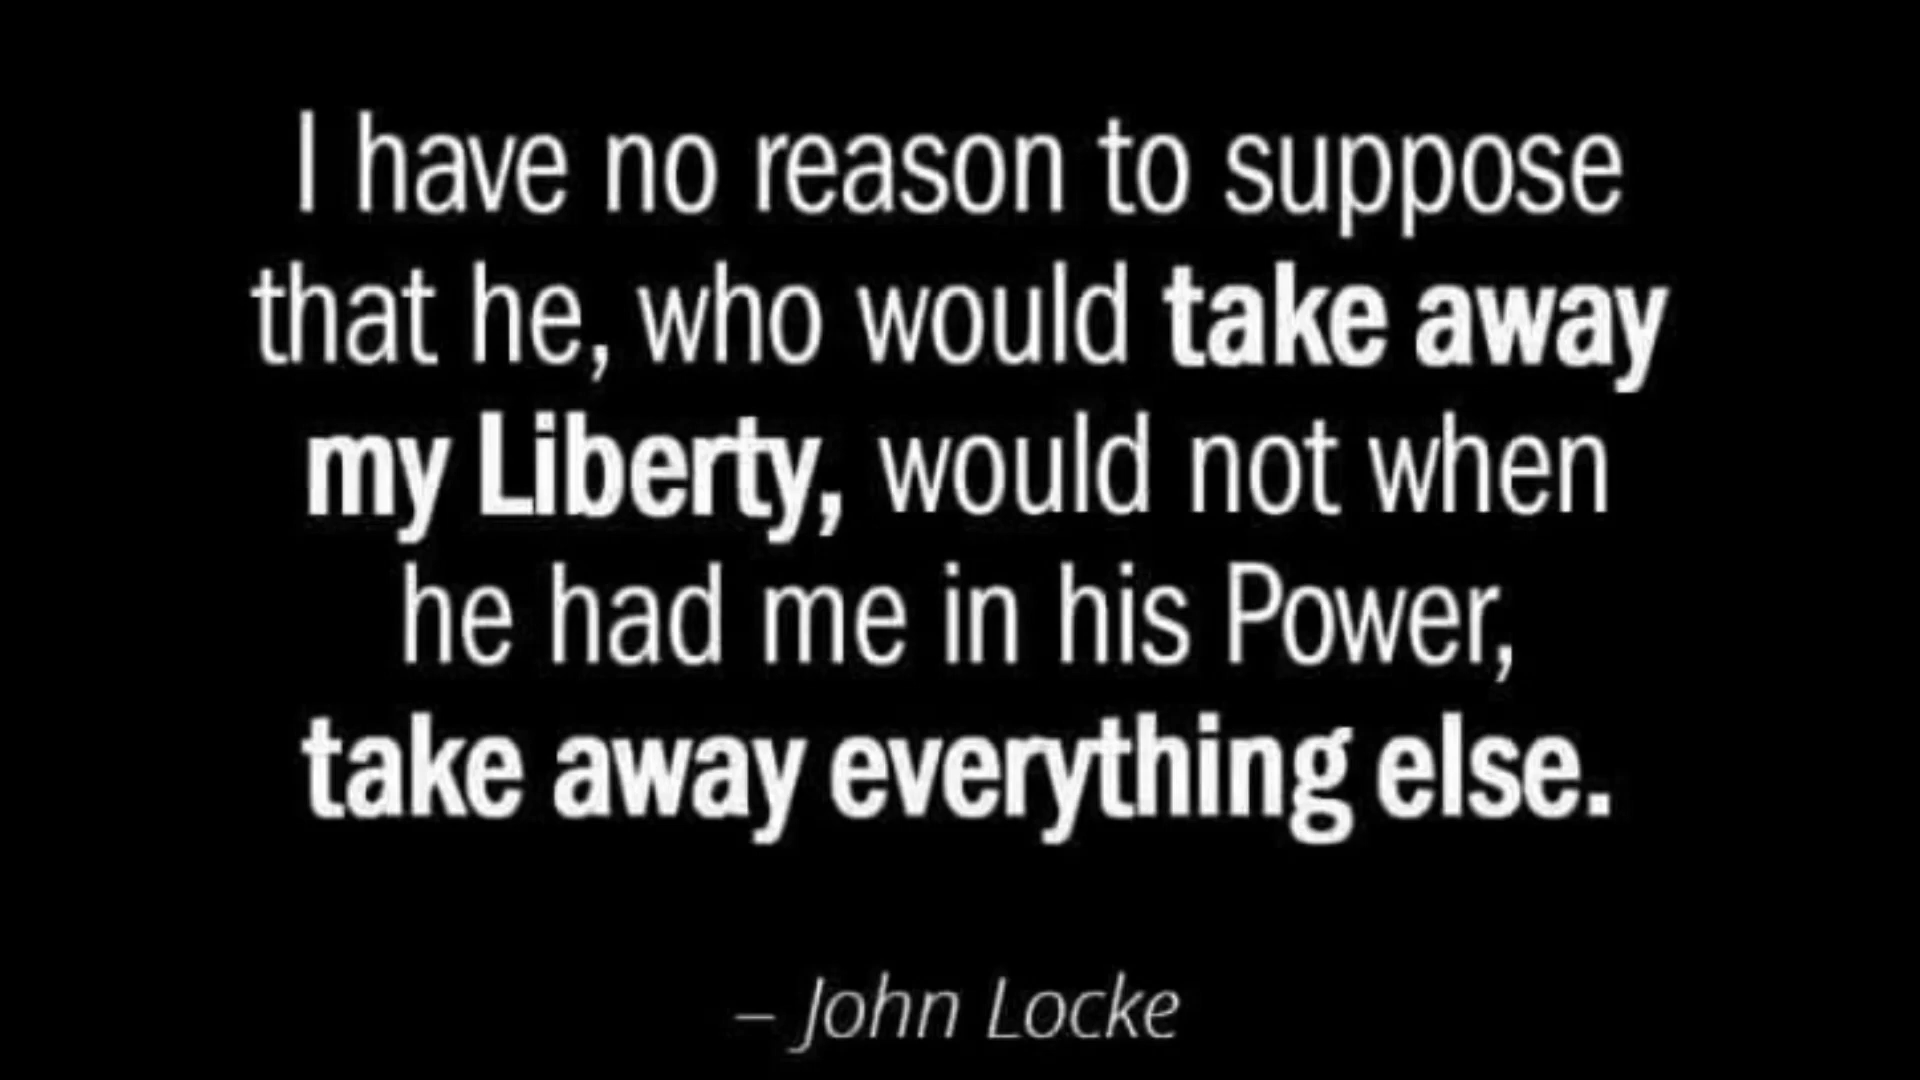 I have no reason to suppose
that he, who would take away
my Liberty, would not when
he had me in his Power,
take away everything else.
– John Locke